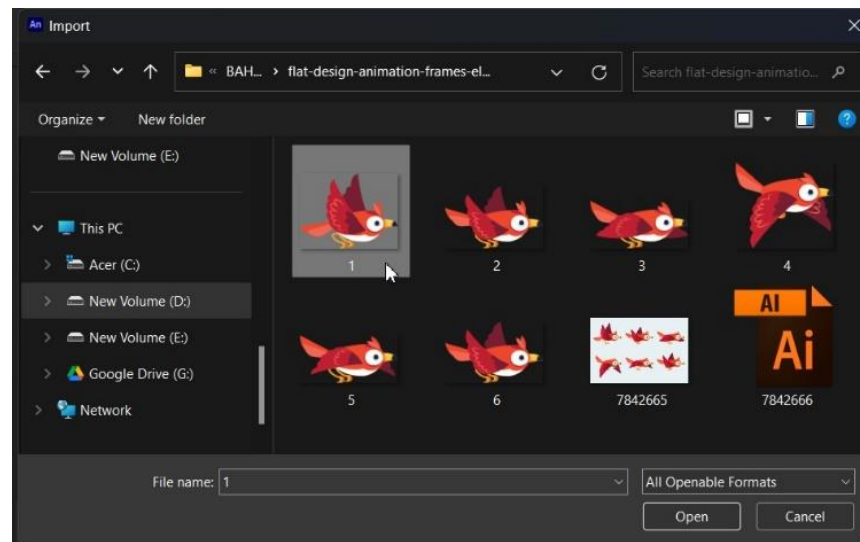 An Import
« BAH... > flat-design-animation-frames-el...
Search flat-design-animatio...
Organize
New folder
New Volume (E:)
This PC
Acer (C:)
New Volume (D:)
New Volume (E:)
Google Drive (G:)
Network
1
2
3
4
AI
Ai
5
6
7842665
7842666
File name: 1
All Openable Formats
Open
Cancel